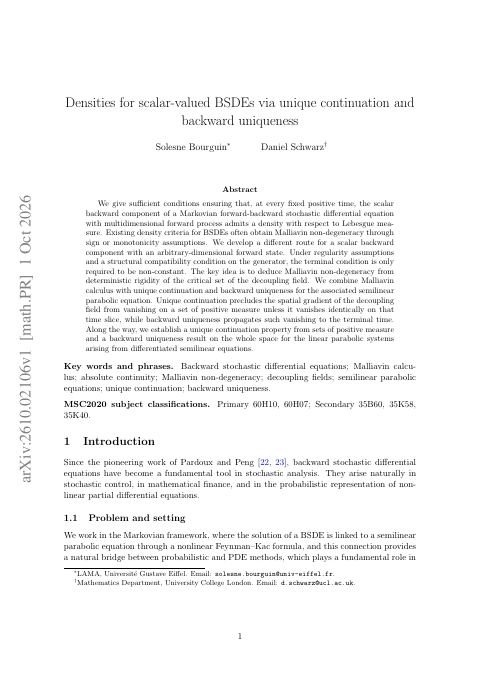 Densities for scalar-valued BSDEs via unique continuation and
backward uniqueness
Solesne Bourguin* Daniel Schwarz†
Abstract
We give sufficient conditions ensuring that, at every fixed positive time, the scalar
backward component of a Markovian forward-backward stochastic differential equation
with multidimensional forward process admits a density with respect to Lebesgue mea-
sure. Existing density criteria for BSDEs often obtain Malliavin non-degeneracy through
sign or monotonicity assumptions. We develop a different route for a scalar backward
component with an arbitrary-dimensional forward state. Under regularity assumptions
and a structural compatibility condition on the generator, the terminal condition is only
required to be non-constant. The key idea is to deduce Malliavin non-degeneracy from
deterministic rigidity of the critical set of the decoupling field. We combine Malliavin
calculus with unique continuation and backward uniqueness for the associated semilinear
parabolic equation. Unique continuation precludes the spatial gradient of the decoupling
field from vanishing on a set of positive measure unless it vanishes identically on that
time slice, while backward uniqueness propagates such vanishing to the terminal time.
Along the way, we establish a unique continuation property from sets of positive measure
and a backward uniqueness result on the whole space for the linear parabolic systems
arising from differentiated semilinear equations.
Key words and phrases. Backward stochastic differential equations; Malliavin calcu-
lus; absolute continuity; Malliavin non-degeneracy; decoupling fields; semilinear parabolic
equations; unique continuation; backward uniqueness.
MSC2020 subject classifications. Primary 60H10, 60H07; Secondary 35B60, 35K58,
35K40.
1 Introduction
Since the pioneering work of Pardoux and Peng [22, 23], backward stochastic differential
equations have become a fundamental tool in stochastic analysis. They arise naturally in
stochastic control, in mathematical finance, and in the probabilistic representation of non-
linear partial differential equations.
1.1 Problem and setting
We work in the Markovian framework, where the solution of a BSDE is linked to a semilinear
parabolic equation through a nonlinear Feynman–Kac formula, and this connection provides
a natural bridge between probabilistic and PDE methods, which plays a fundamental role in
*LAMA, Université Gustave Eiffel. Email: solesne.bourguin@univ-eiffel.fr.
†Mathematics Department, University College London. Email: d.schwarz@ucl.ac.uk.
1
arXiv:2610.02106v1 [math.PR] 1 Oct 2026